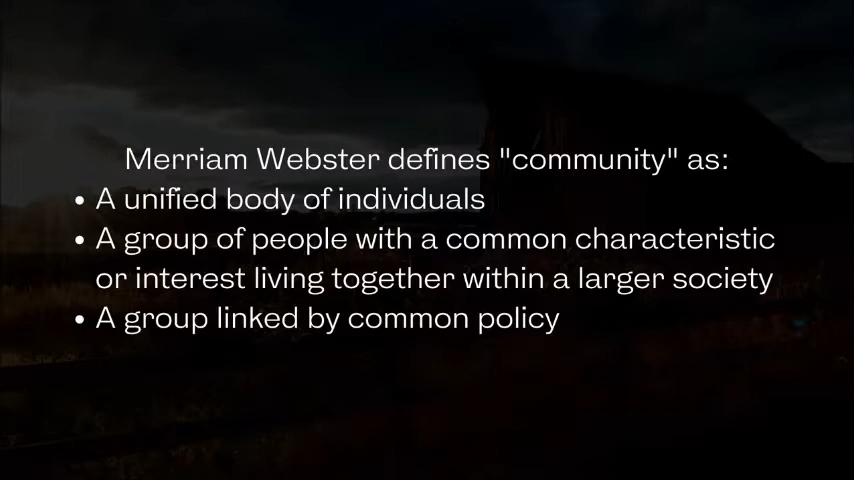 Merriam Webster defines "community" as:
• A unified body of individuals
• A group of people with a common characteristic
or interest living together within a larger society
• A group linked by common policy